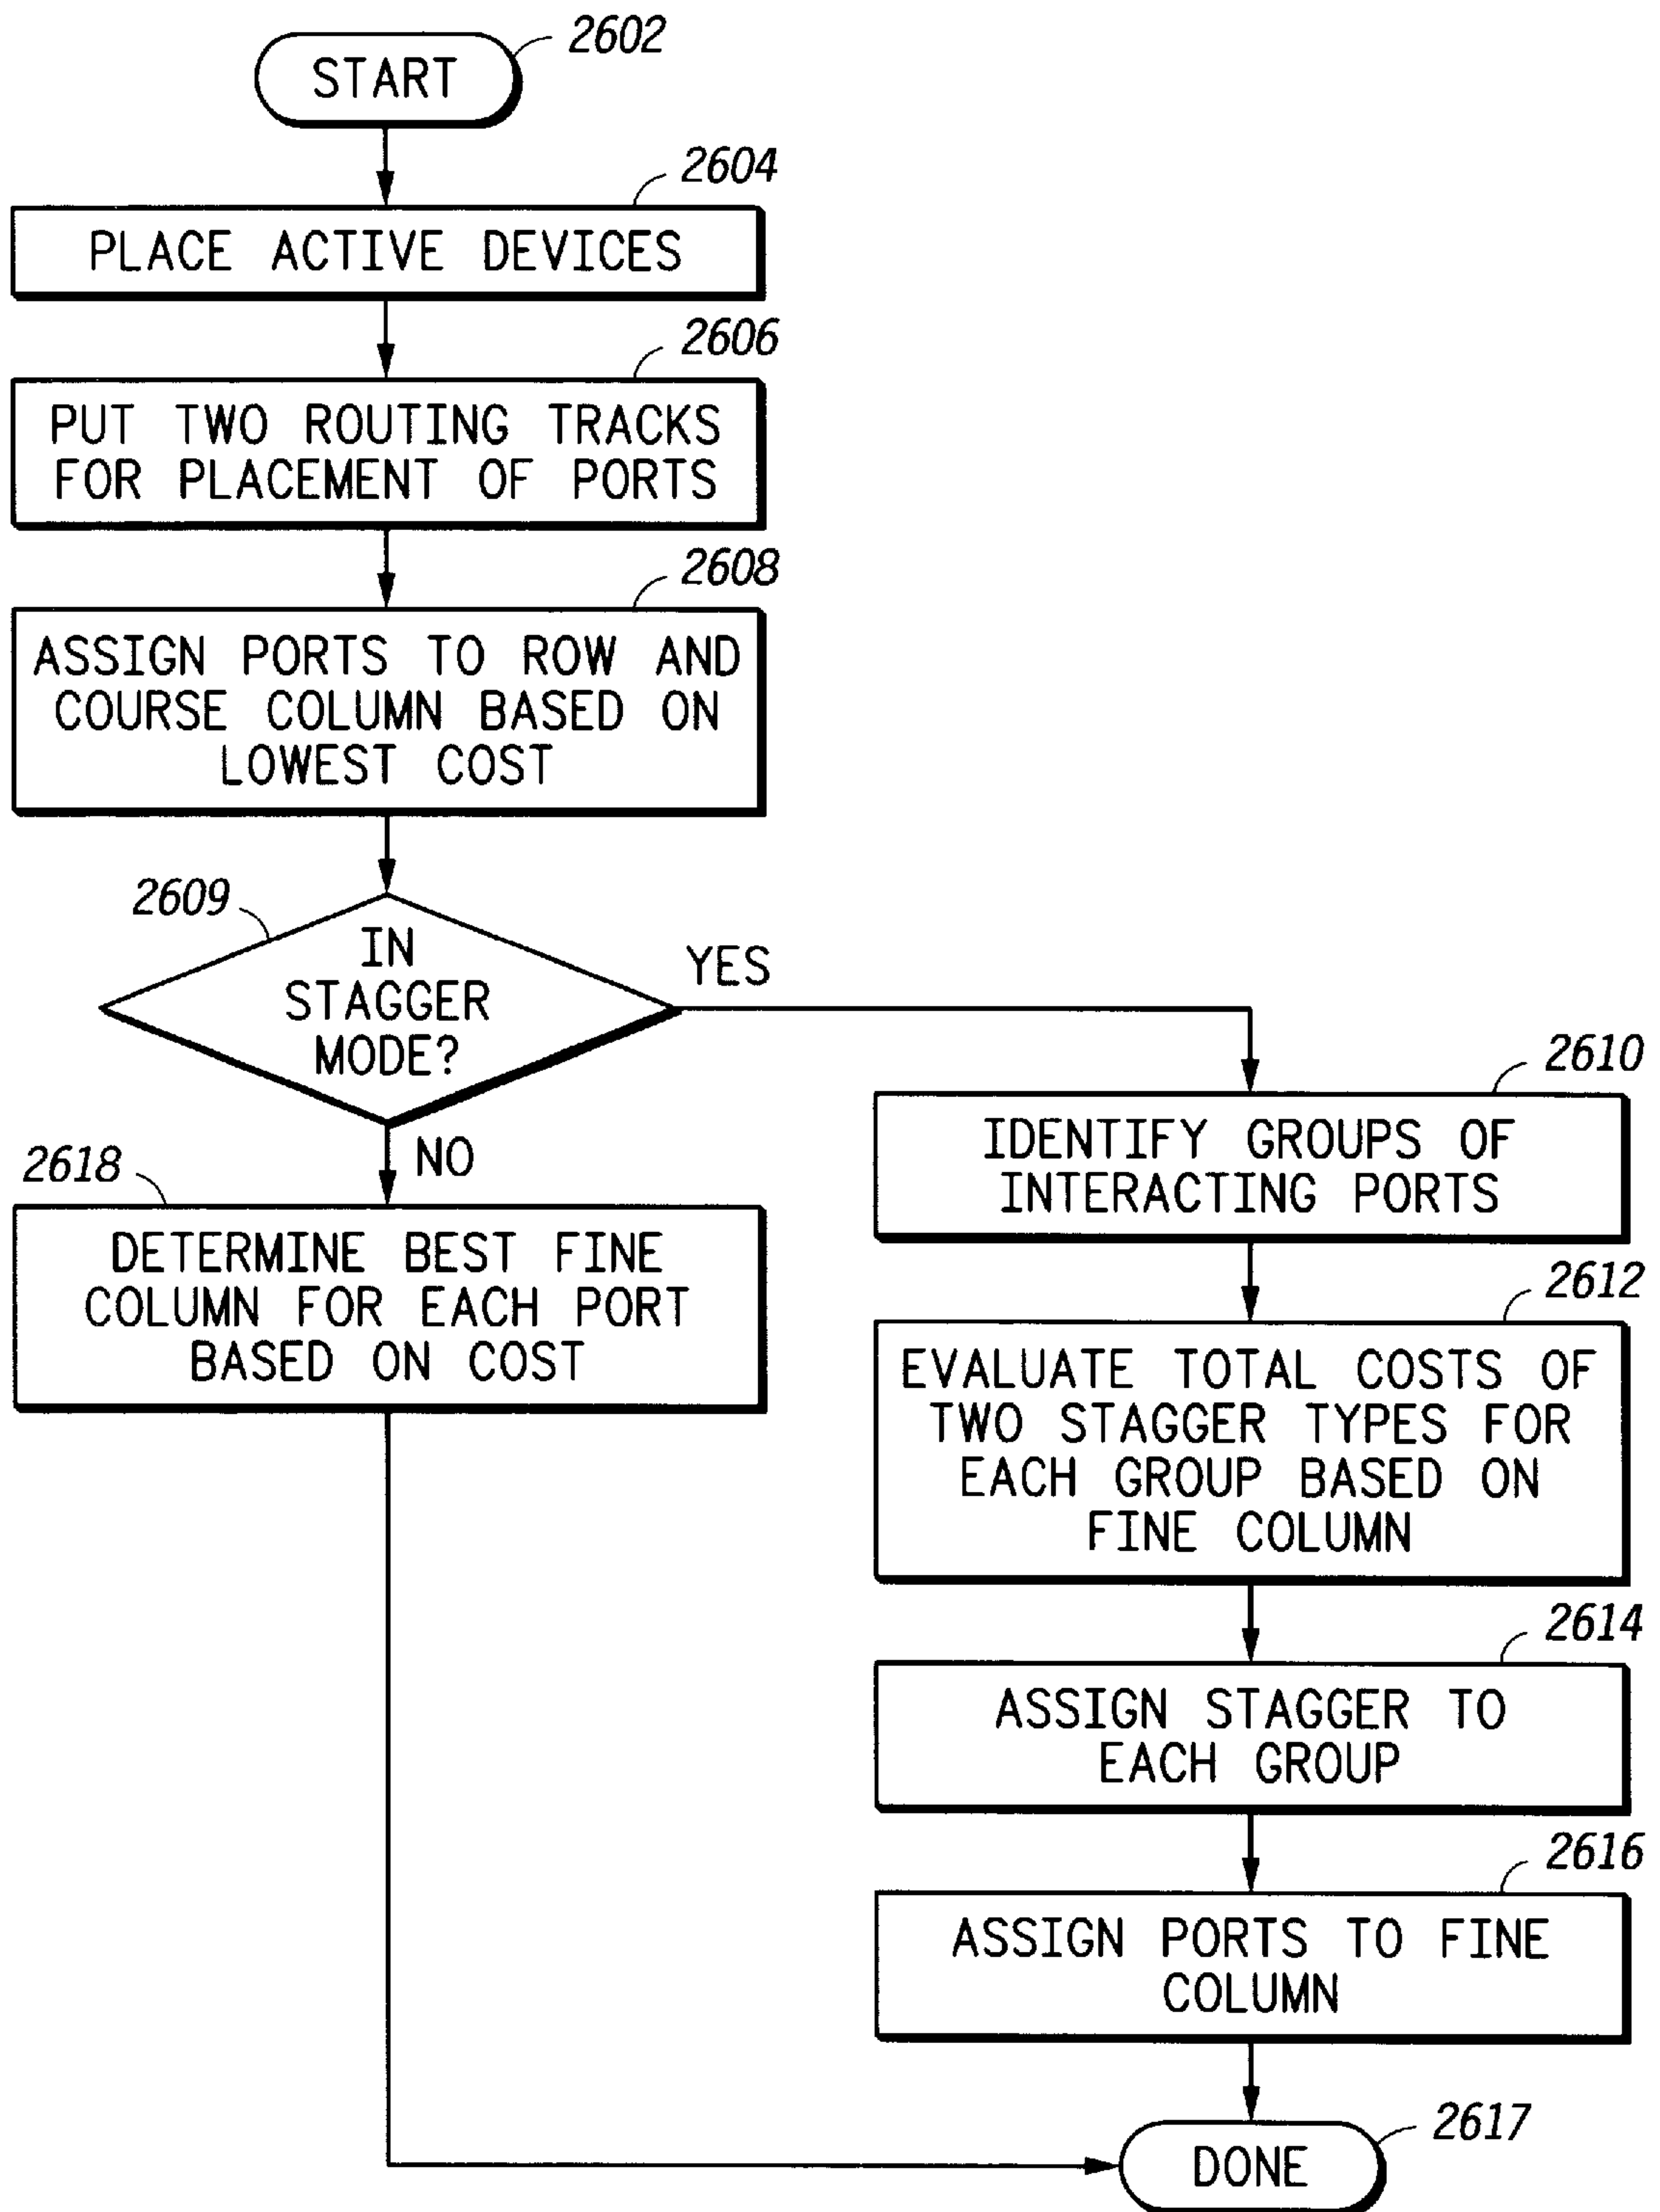 2602
START
2604
PLACE ACTIVE DEVICES
2606
PUT TWO ROUTING TRACKS
FOR PLACEMENT OF PORTS
2608
ASSIGN PORTS TO ROW AND
COURSE COLUMN BASED ON
LOWEST COST
2609
IN
STAGGER
MODE?
YES
NO
2618
DETERMINE BEST FINE
COLUMN FOR EACH PORT
BASED ON COST
2610
IDENTIFY GROUPS OF
INTERACTING PORTS
2612
EVALUATE TOTAL COSTS OF
TWO STAGGER TYPES FOR
EACH GROUP BASED ON
FINE COLUMN
2614
ASSIGN STAGGER TO
EACH GROUP
2616
ASSIGN PORTS TO FINE
COLUMN
2617
DONE